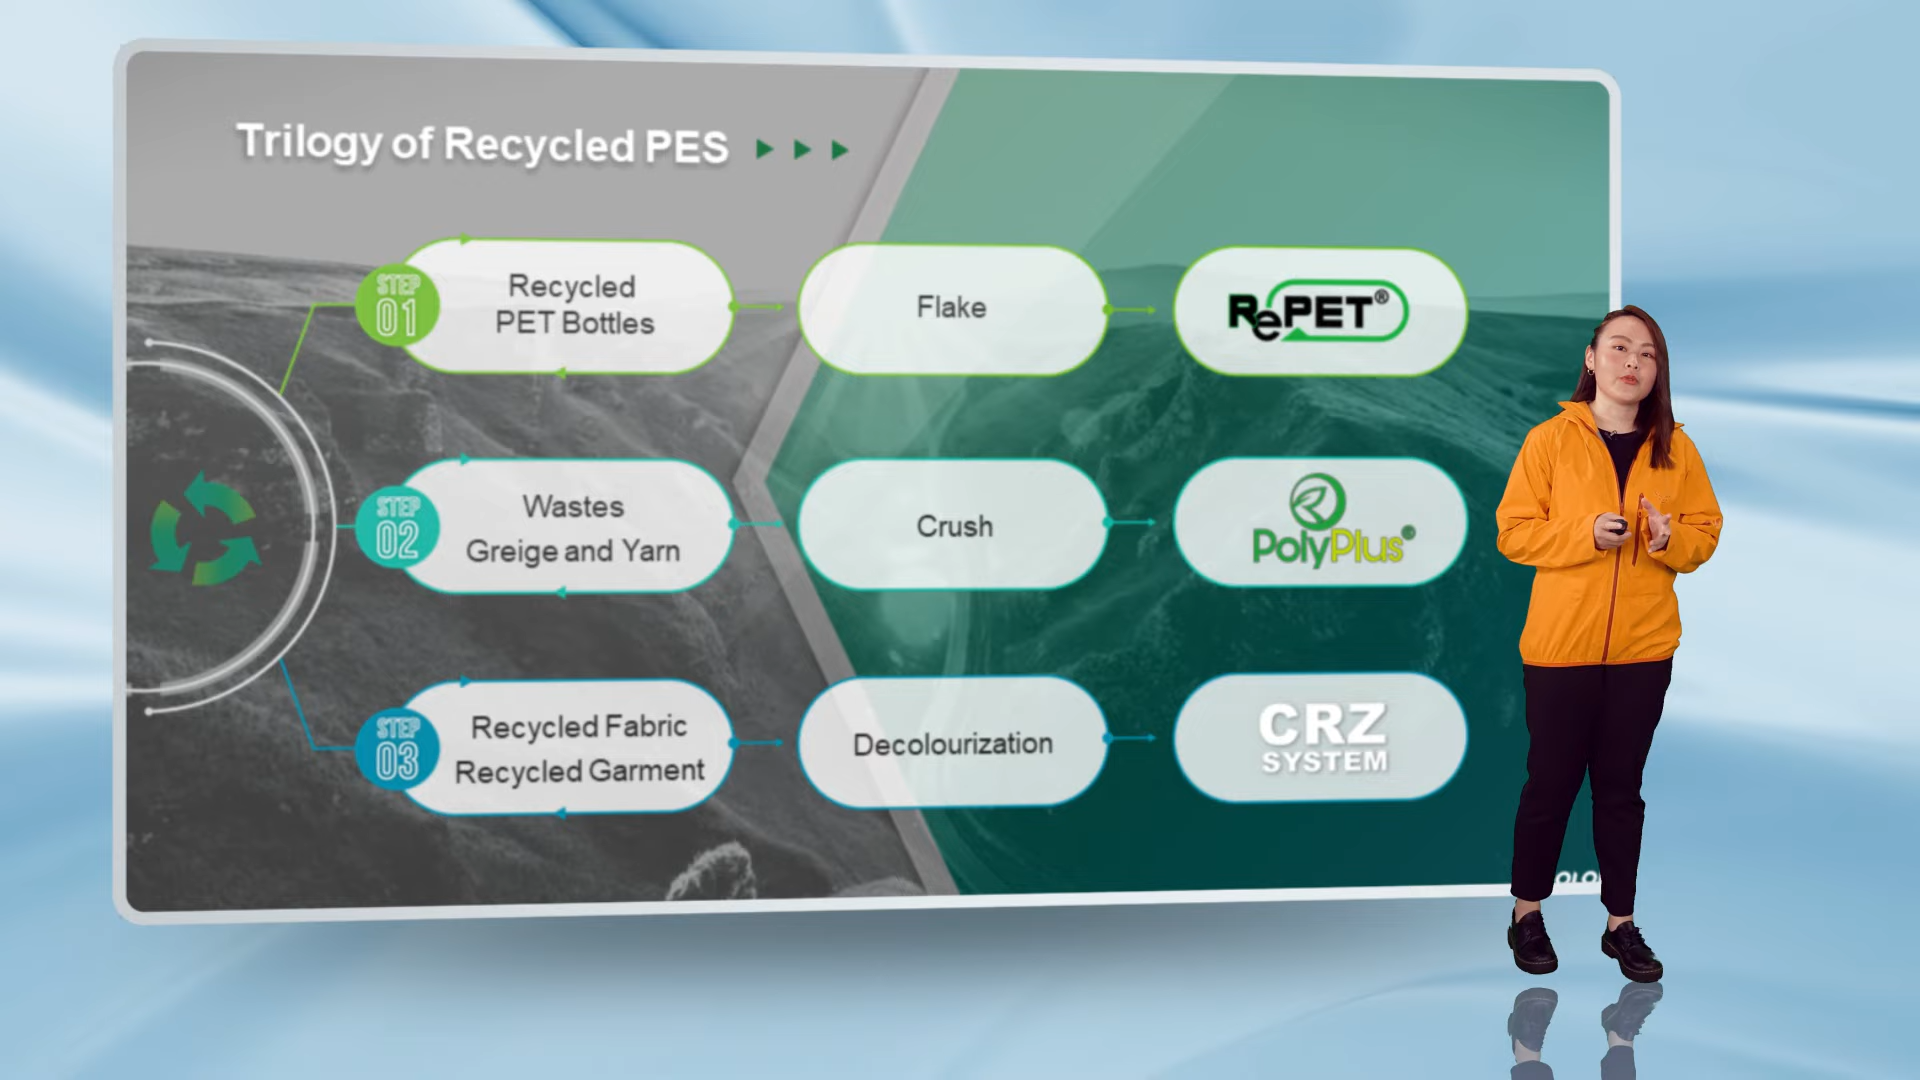 Trilogy of Recycled PES
STEP
01
Recycled
PET Bottles
Flake
RePET®
STEP
02
Wastes
Greige and Yarn
Crush
PolyPlus®
STEP
03
Recycled Fabric
Recycled Garment
Decolourization
CRZ
SYSTEM